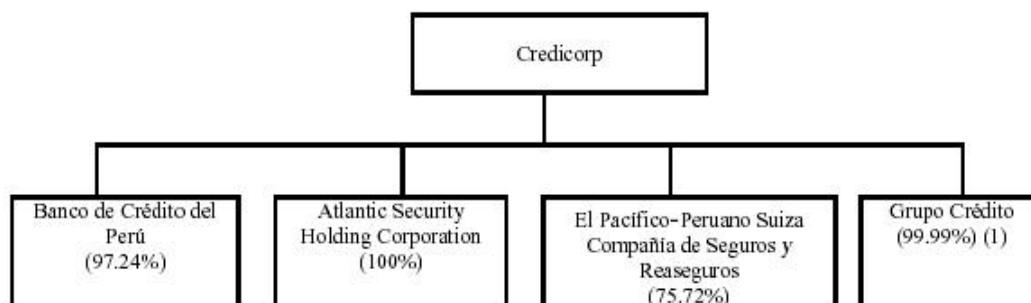 Credicorp
Banco de Crédito del
Perú
(97.24%)
Atlantic Security
Holding Corporation
(100%)
El Pacífico-Peruano Suiza
Compañía de Seguros y
Reaseguros
(75.72%)
Grupo Crédito
(99.99%) (1)